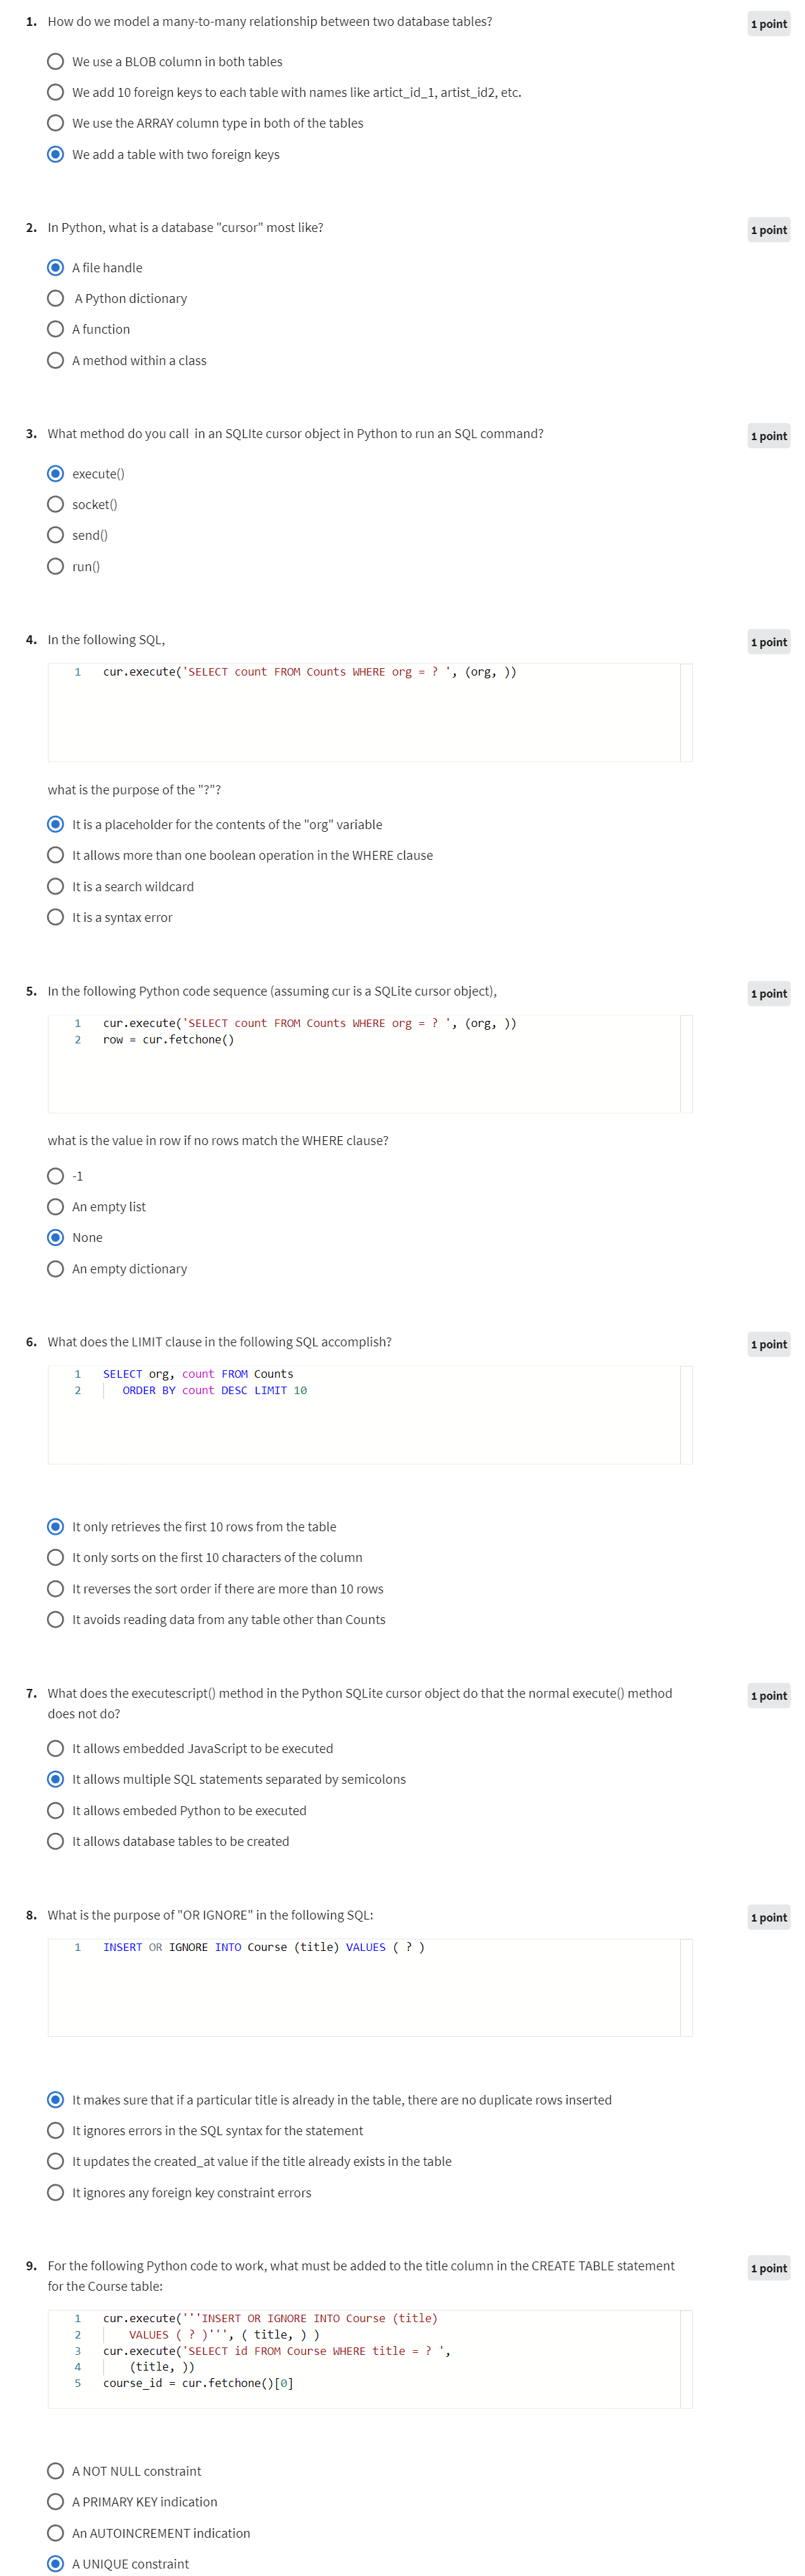 1. How do we model a many-to-many relationship between two database tables?
1 point
We use a BLOB column in both tables
We add 10 foreign keys to each table with names like artict_id_1, artist_id2, etc.
We use the ARRAY column type in both of the tables
We add a table with two foreign keys
2. In Python, what is a database "cursor" most like?
1 point
A file handle
A Python dictionary
A function
A method within a class
3. What method do you call in an SQLIte cursor object in Python to run an SQL command?
1 point
execute()
socket()
send()
run()
4. In the following SQL,
1 point
1 cur.execute('SELECT count FROM Counts WHERE org = ? ', (org, ))
what is the purpose of the "?"?
It is a placeholder for the contents of the "org" variable
It allows more than one boolean operation in the WHERE clause
It is a search wildcard
It is a syntax error
5. In the following Python code sequence (assuming cur is a SQLite cursor object),
1 point
1 cur.execute('SELECT count FROM Counts WHERE org = ? ', (org, ))
2 row = cur.fetchone()
what is the value in row if no rows match the WHERE clause?
-1
An empty list
None
An empty dictionary
6. What does the LIMIT clause in the following SQL accomplish?
1 point
1 SELECT org, count FROM Counts
2 ORDER BY count DESC LIMIT 10
It only retrieves the first 10 rows from the table
It only sorts on the first 10 characters of the column
It reverses the sort order if there are more than 10 rows
It avoids reading data from any table other than Counts
7. What does the executescript() method in the Python SQLite cursor object do that the normal execute() method
does not do?
1 point
It allows embedded JavaScript to be executed
It allows multiple SQL statements separated by semicolons
It allows embeded Python to be executed
It allows database tables to be created
8. What is the purpose of "OR IGNORE" in the following SQL:
1 point
1 INSERT OR IGNORE INTO Course (title) VALUES ( ? )
It makes sure that if a particular title is already in the table, there are no duplicate rows inserted
It ignores errors in the SQL syntax for the statement
It updates the created_at value if the title already exists in the table
It ignores any foreign key constraint errors
9. For the following Python code to work, what must be added to the title column in the CREATE TABLE statement
for the Course table:
1 point
1 cur.execute('''INSERT OR IGNORE INTO Course (title)
2 VALUES ( ? )''', ( title, ) )
3 cur.execute('SELECT id FROM Course WHERE title = ? ',
4 (title, ))
5 course_id = cur.fetchone()[0]
A NOT NULL constraint
A PRIMARY KEY indication
An AUTOINCREMENT indication
A UNIQUE constraint